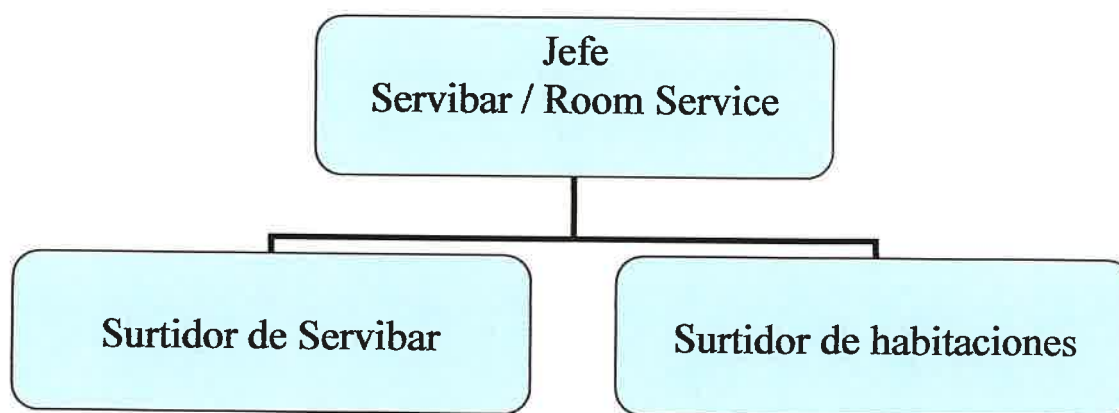 Jefe
Servibar / Room Service
Surtidor de Servibar
Surtidor de habitaciones